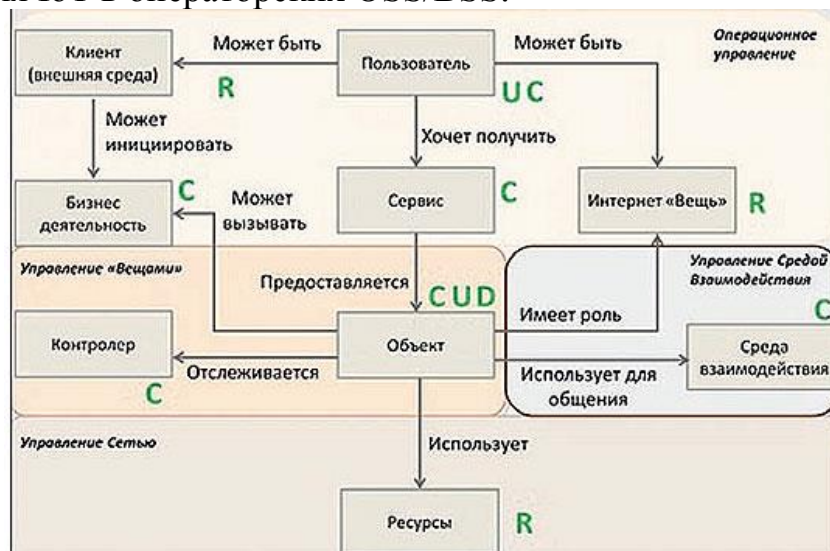 Клиент
(внешняя среда)
Может быть
Пользователь
Может быть
Операционное
управление
R
U C
Может
инициировать
Хочет получить
Бизнес
деятельность
C
Может
вызывать
Сервис
C
Интернет «Вещь»
R
Управление «Вещами»
Предоставляется
Управление Средой
Взаимодействия
C U D
C
Контролер
Отслеживается
Объект
Имеет роль
Среда
взаимодействия
C
Использует для
общения
Управление Сетью
Использует
Ресурсы
R